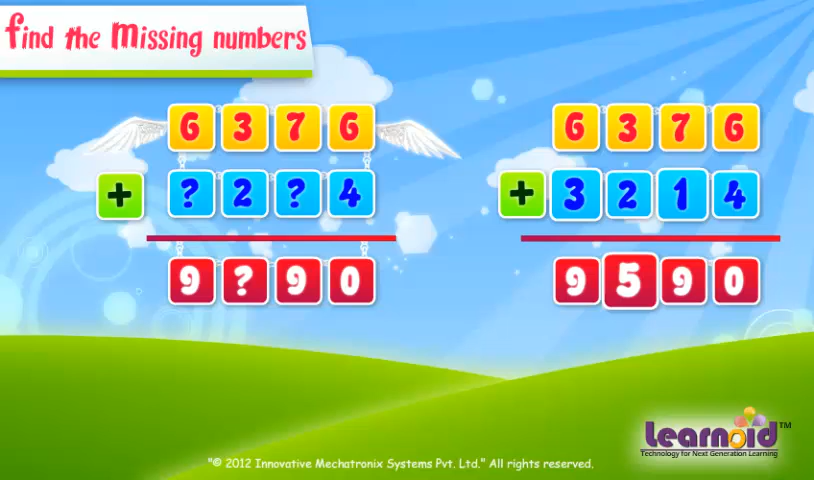 find the missing numbers
6 3 7 6
+ ? 2 ? 4
9 ? 9 0
6 3 7 6
+ 3 2 1 4
9 5 9 0
Learnoid™
Technology for Next Generation Learning
"© 2012 Innovative Mechatronix Systems Pvt. Ltd." All rights reserved.